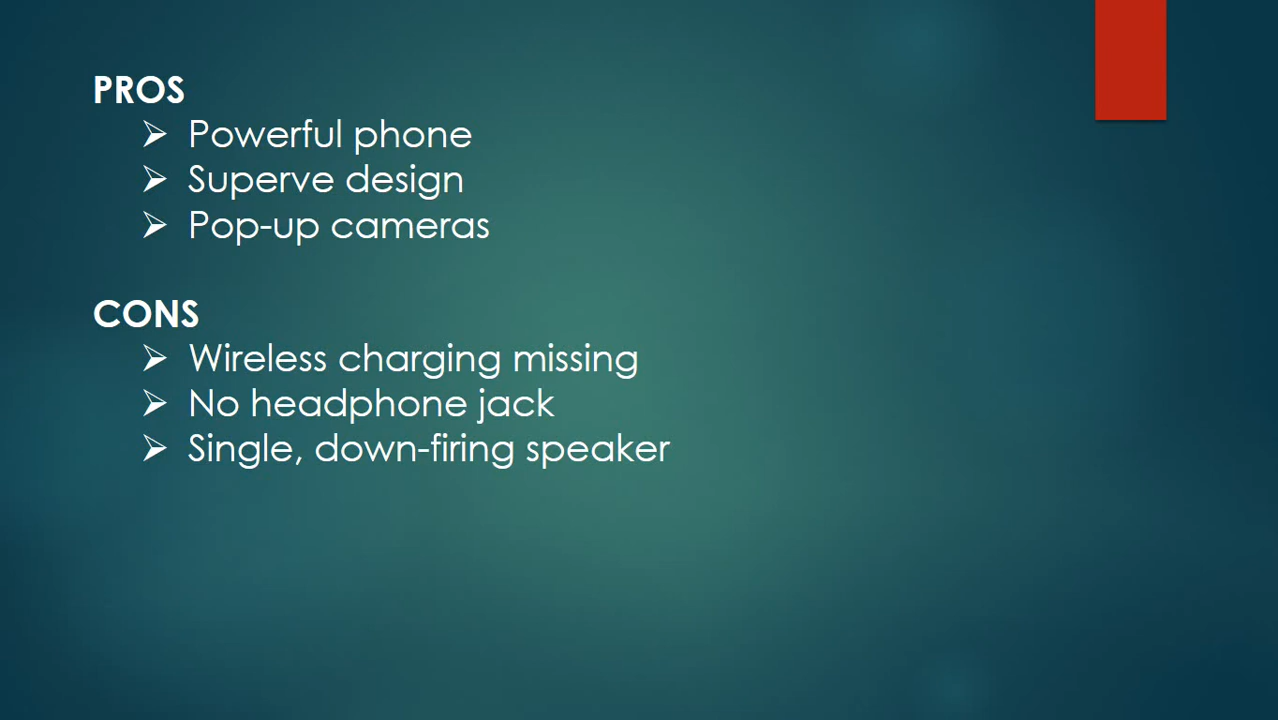 PROS
➢ Powerful phone
➢ Superve design
➢ Pop-up cameras
CONS
➢ Wireless charging missing
➢ No headphone jack
➢ Single, down-firing speaker